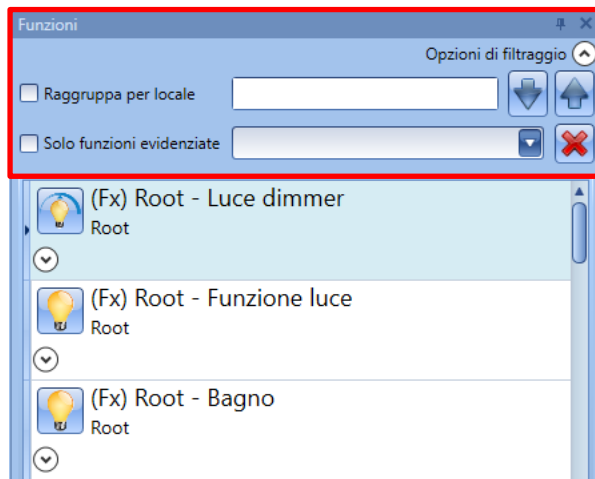 Funzioni
Opzioni di filtraggio
Raggruppa per locale
Solo funzioni evidenziate
(Fx) Root - Luce dimmer
Root
(Fx) Root - Funzione luce
Root
(Fx) Root - Bagno
Root